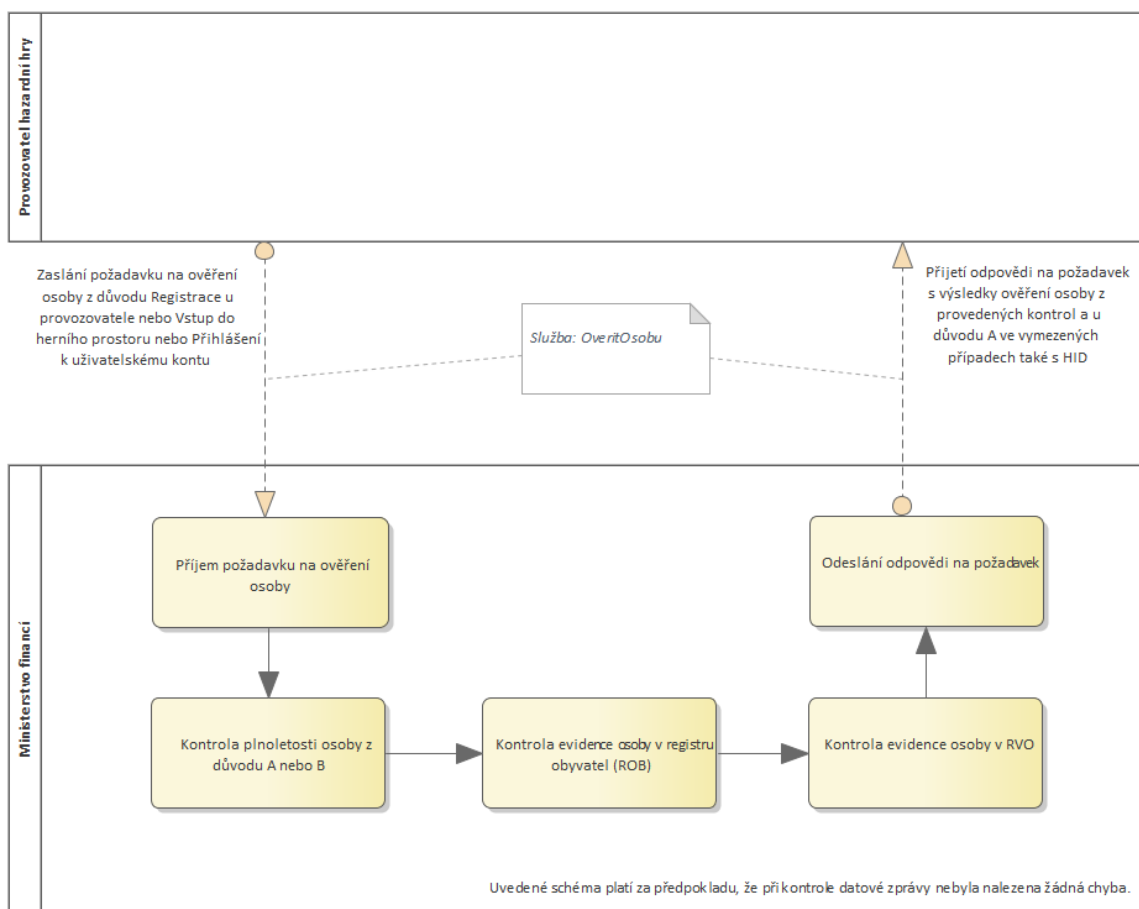 Provozovatel hazardní hry
Zaslání požadavku na ověření
osoby z důvodu Registrace u
provozovatele nebo Vstup do
herního prostoru nebo Přihlášení
k uživatelskému kontu
Služba: OveritOsobu
Přijetí odpovědi na požadavek
s výsledky ověření osoby z
provedených kontrol a u
důvodu A ve vymezených
případech také s HID
Ministerstvo financí
Příjem požadavku na ověření
osoby
Odeslání odpovědi na požadavek
Kontrola plnoletosti osoby z
důvodu A nebo B
Kontrola evidence osoby v registru
obyvatel (ROB)
Kontrola evidence osoby v RVO
Uvedené schéma platí za předpokladu, že při kontrole datové zprávy nebyla nalezena žádná chyba.